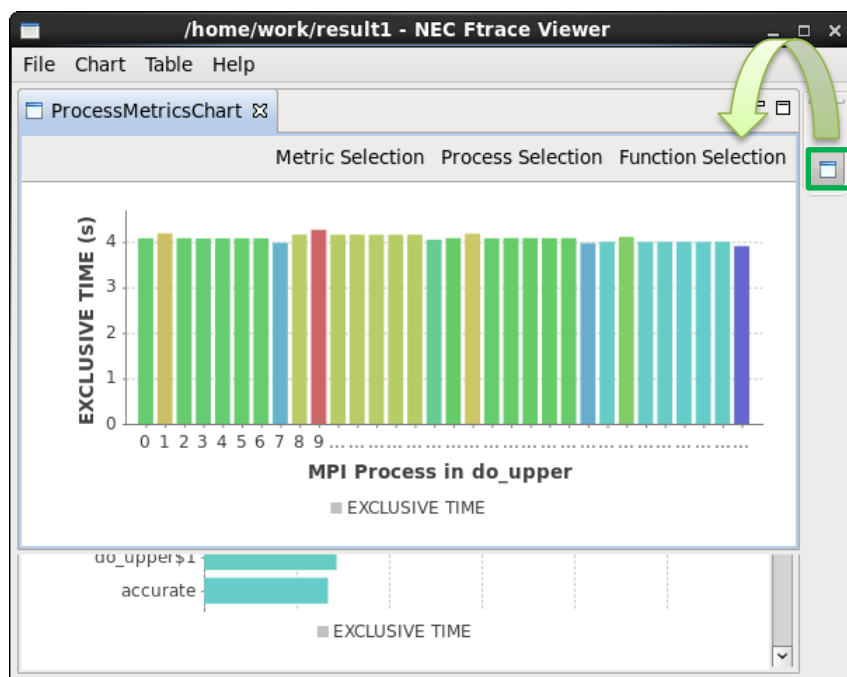 /home/work/result1 - NEC Ftrace Viewer
File Chart Table Help
ProcessMetricsChart
Metric Selection Process Selection Function Selection
EXCLUSIVE TIME (s)
4
3
2
1
0
0 1 2 3 4 5 6 7 8 9 ... ... ... ... ... ... ... ... ... ... ... ... ... ... ... ... ... ... ... ... ... ...
MPI Process in do_upper
EXCLUSIVE TIME
do_upper$1
accurate
EXCLUSIVE TIME